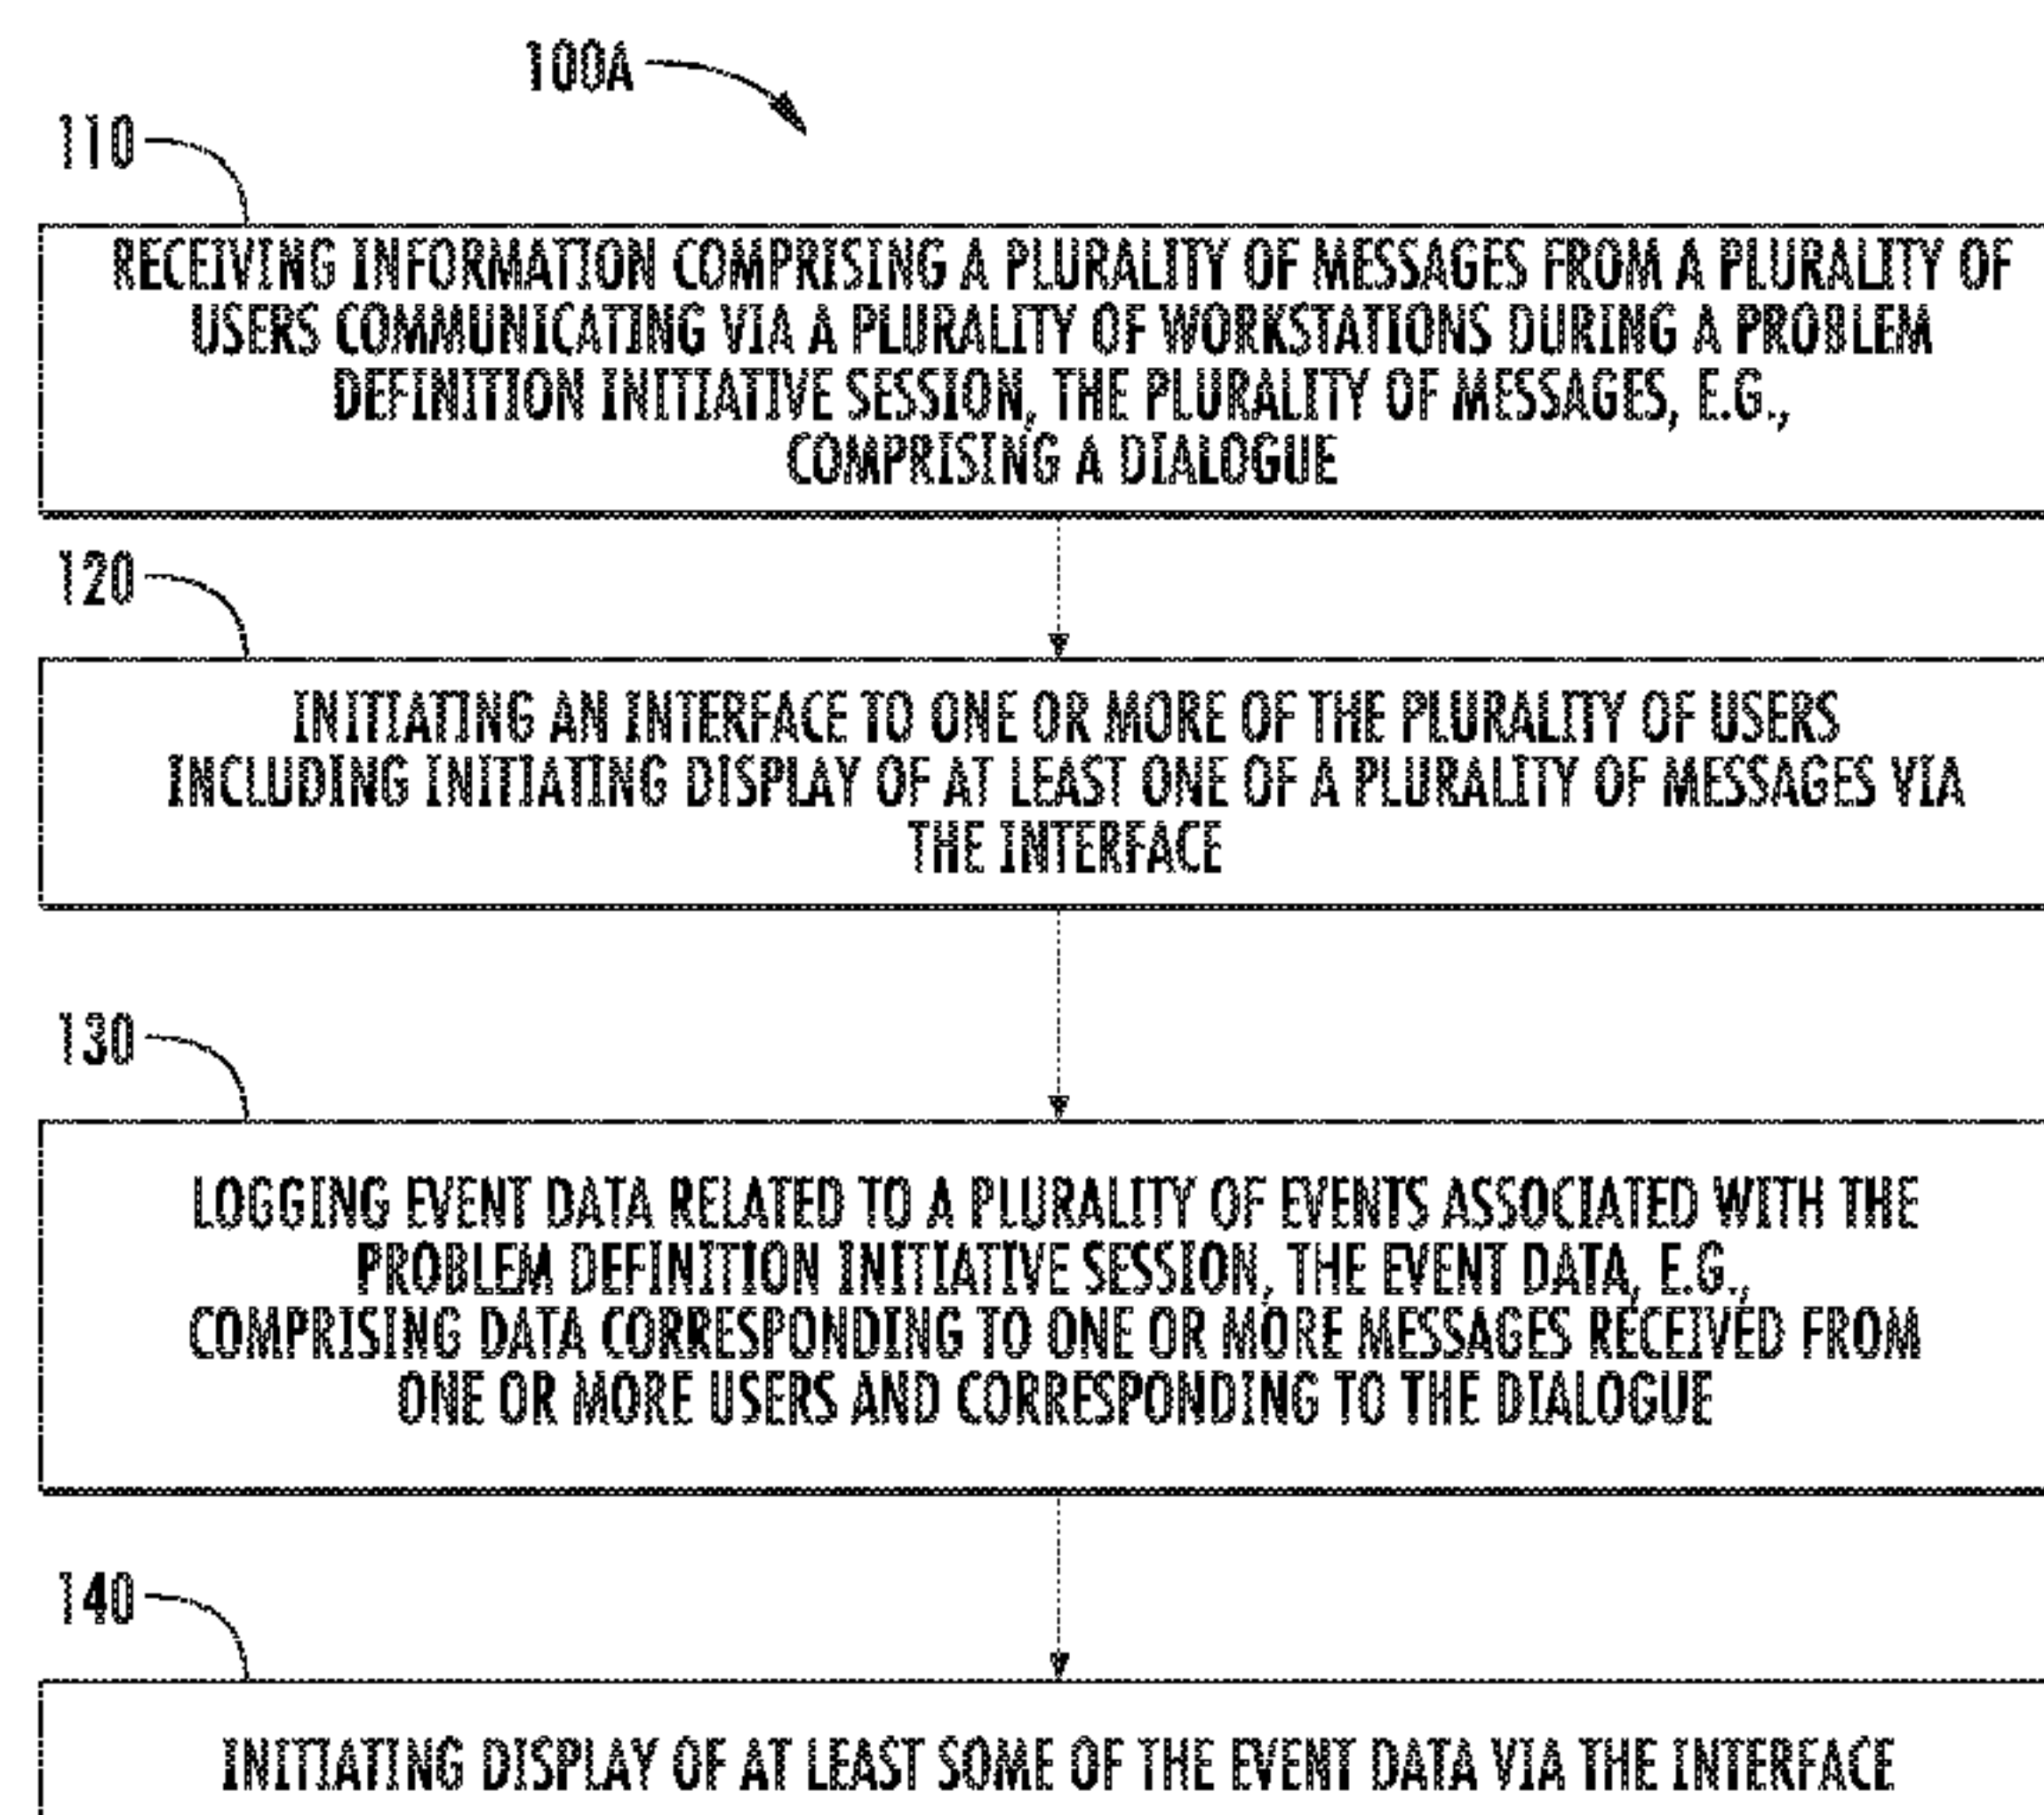 100A
110
RECEIVING INFORMATION COMPRISING A PLURALITY OF MESSAGES FROM A PLURALITY OF
USERS COMMUNICATING VIA A PLURALITY OF WORKSTATIONS DURING A PROBLEM
DEFINITION INITIATIVE SESSION, THE PLURALITY OF MESSAGES, E.G.,
COMPRISING A DIALOGUE
120
INITIATING AN INTERFACE TO ONE OR MORE OF THE PLURALITY OF USERS
INCLUDING INITIATING DISPLAY OF AT LEAST ONE OF A PLURALITY OF MESSAGES VIA
THE INTERFACE
130
LOGGING EVENT DATA RELATED TO A PLURALITY OF EVENTS ASSOCIATED WITH THE
PROBLEM DEFINITION INITIATIVE SESSION, THE EVENT DATA, E.G.,
COMPRISING DATA CORRESPONDING TO ONE OR MORE MESSAGES RECEIVED FROM
ONE OR MORE USERS AND CORRESPONDING TO THE DIALOGUE
140
INITIATING DISPLAY OF AT LEAST SOME OF THE EVENT DATA VIA THE INTERFACE